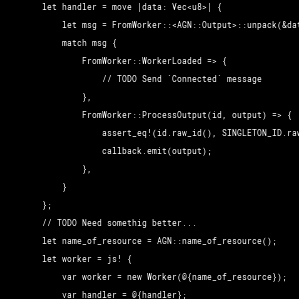 let handler = move |data: Vec<u8>| {
let msg = FromWorker::<AGN::Output>::unpack(&dat
match msg {
FromWorker::WorkerLoaded => {
// TODO Send `Connected` message
},
FromWorker::ProcessOutput(id, output) => {
assert_eq!(id.raw_id(), SINGLETON_ID.raw
callback.emit(output);
},
}
};
// TODO Need somethig better...
let name_of_resource = AGN::name_of_resource();
let worker = js! {
var worker = new Worker(@{name_of_resource});
var handler = @{handler};